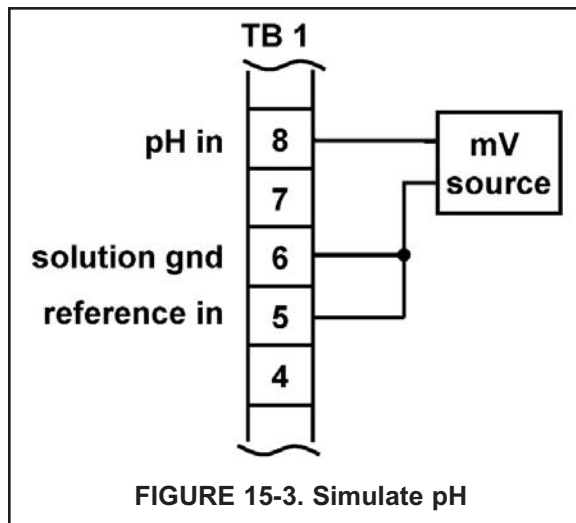 TB 1
pH in
8
mV
source
7
solution gnd
6
reference in
5
4
FIGURE 15-3. Simulate pH